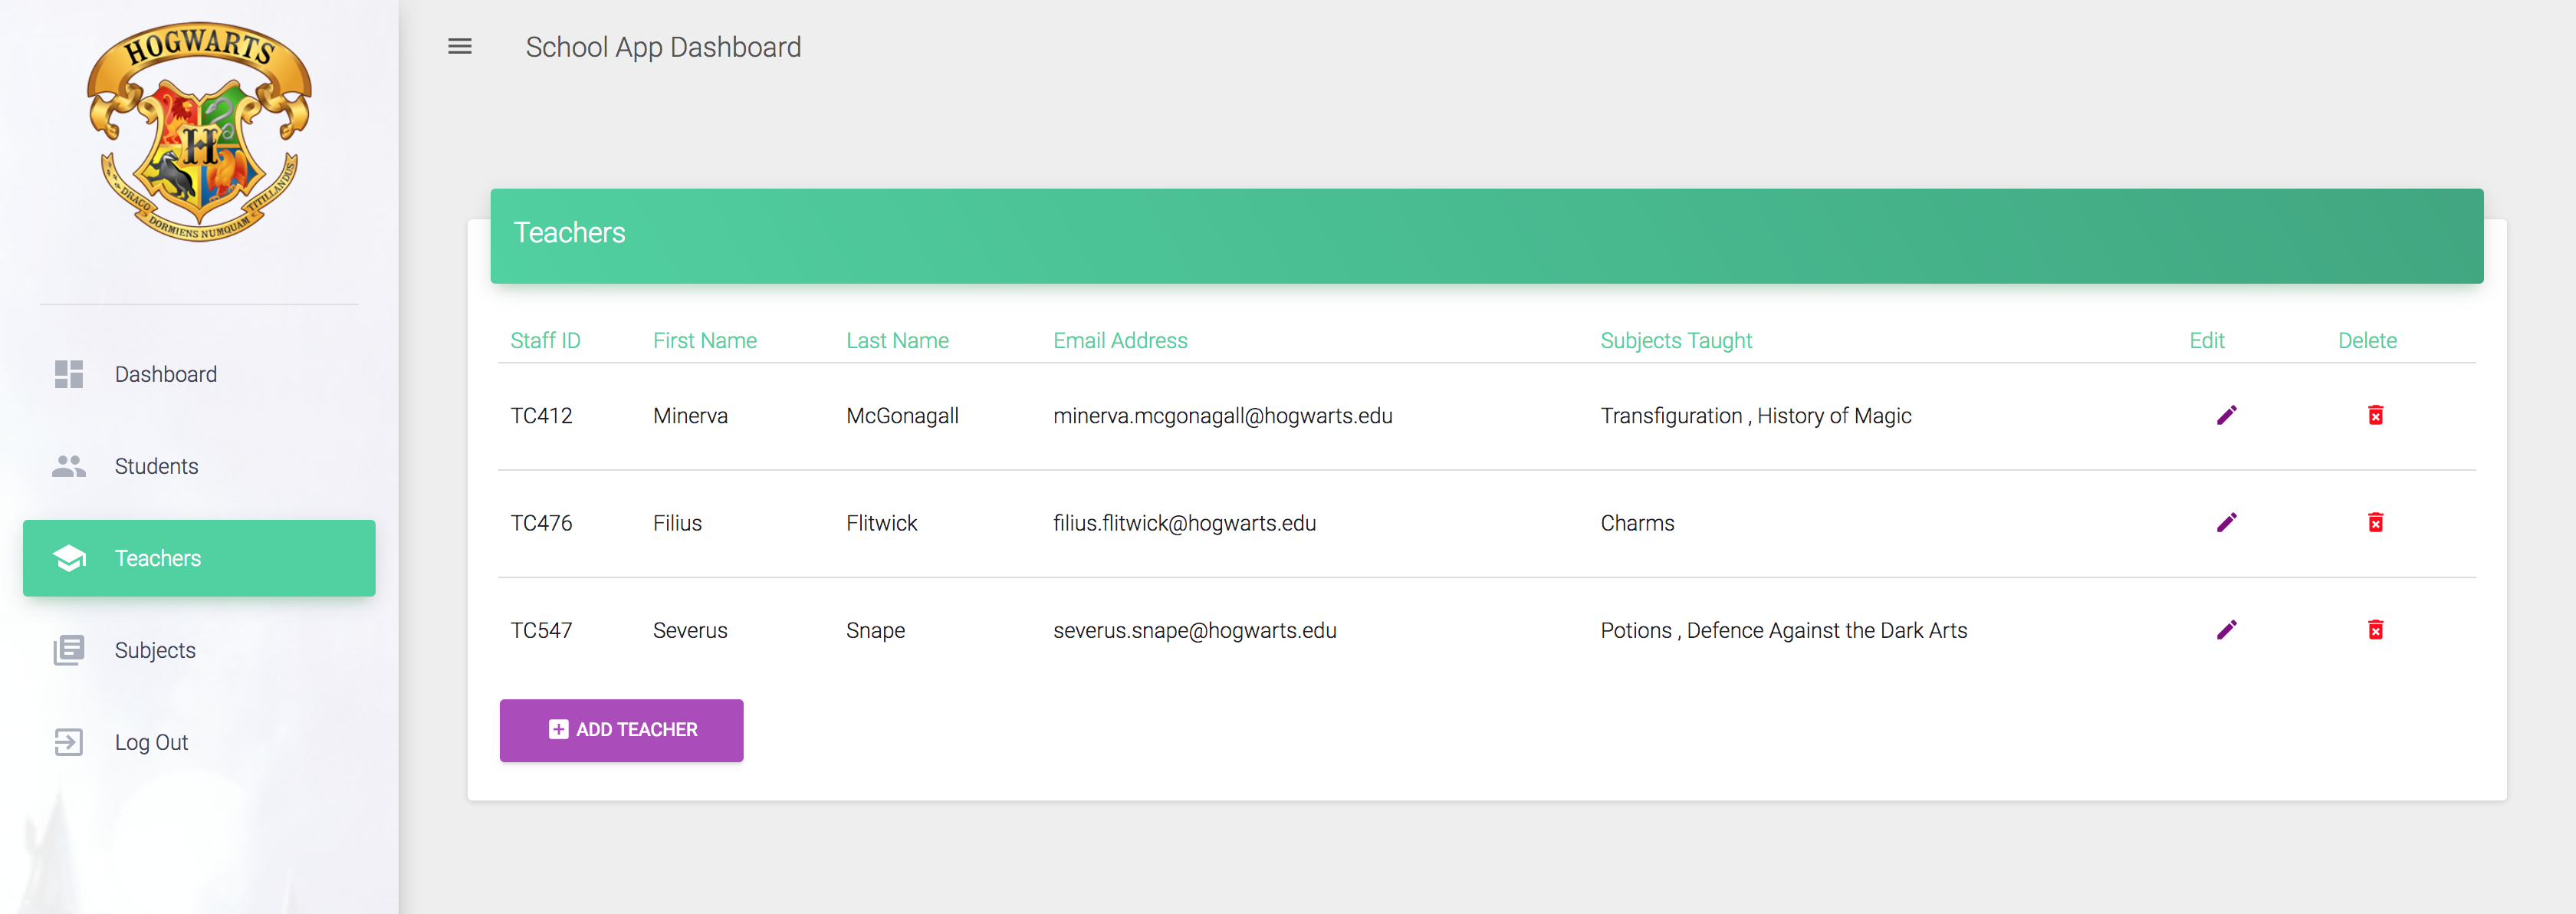 HOGWARTS
H
DRACO DORMIENS NUMQUAM TITILLANDUS
Dashboard
Students
Teachers
Subjects
Log Out
School App Dashboard
Teachers
Staff ID First Name Last Name Email Address Subjects Taught Edit Delete
TC412 Minerva McGonagall minerva.mcgonagall@hogwarts.edu Transfiguration , History of Magic
TC476 Filius Flitwick filius.flitwick@hogwarts.edu Charms
TC547 Severus Snape severus.snape@hogwarts.edu Potions , Defence Against the Dark Arts
ADD TEACHER